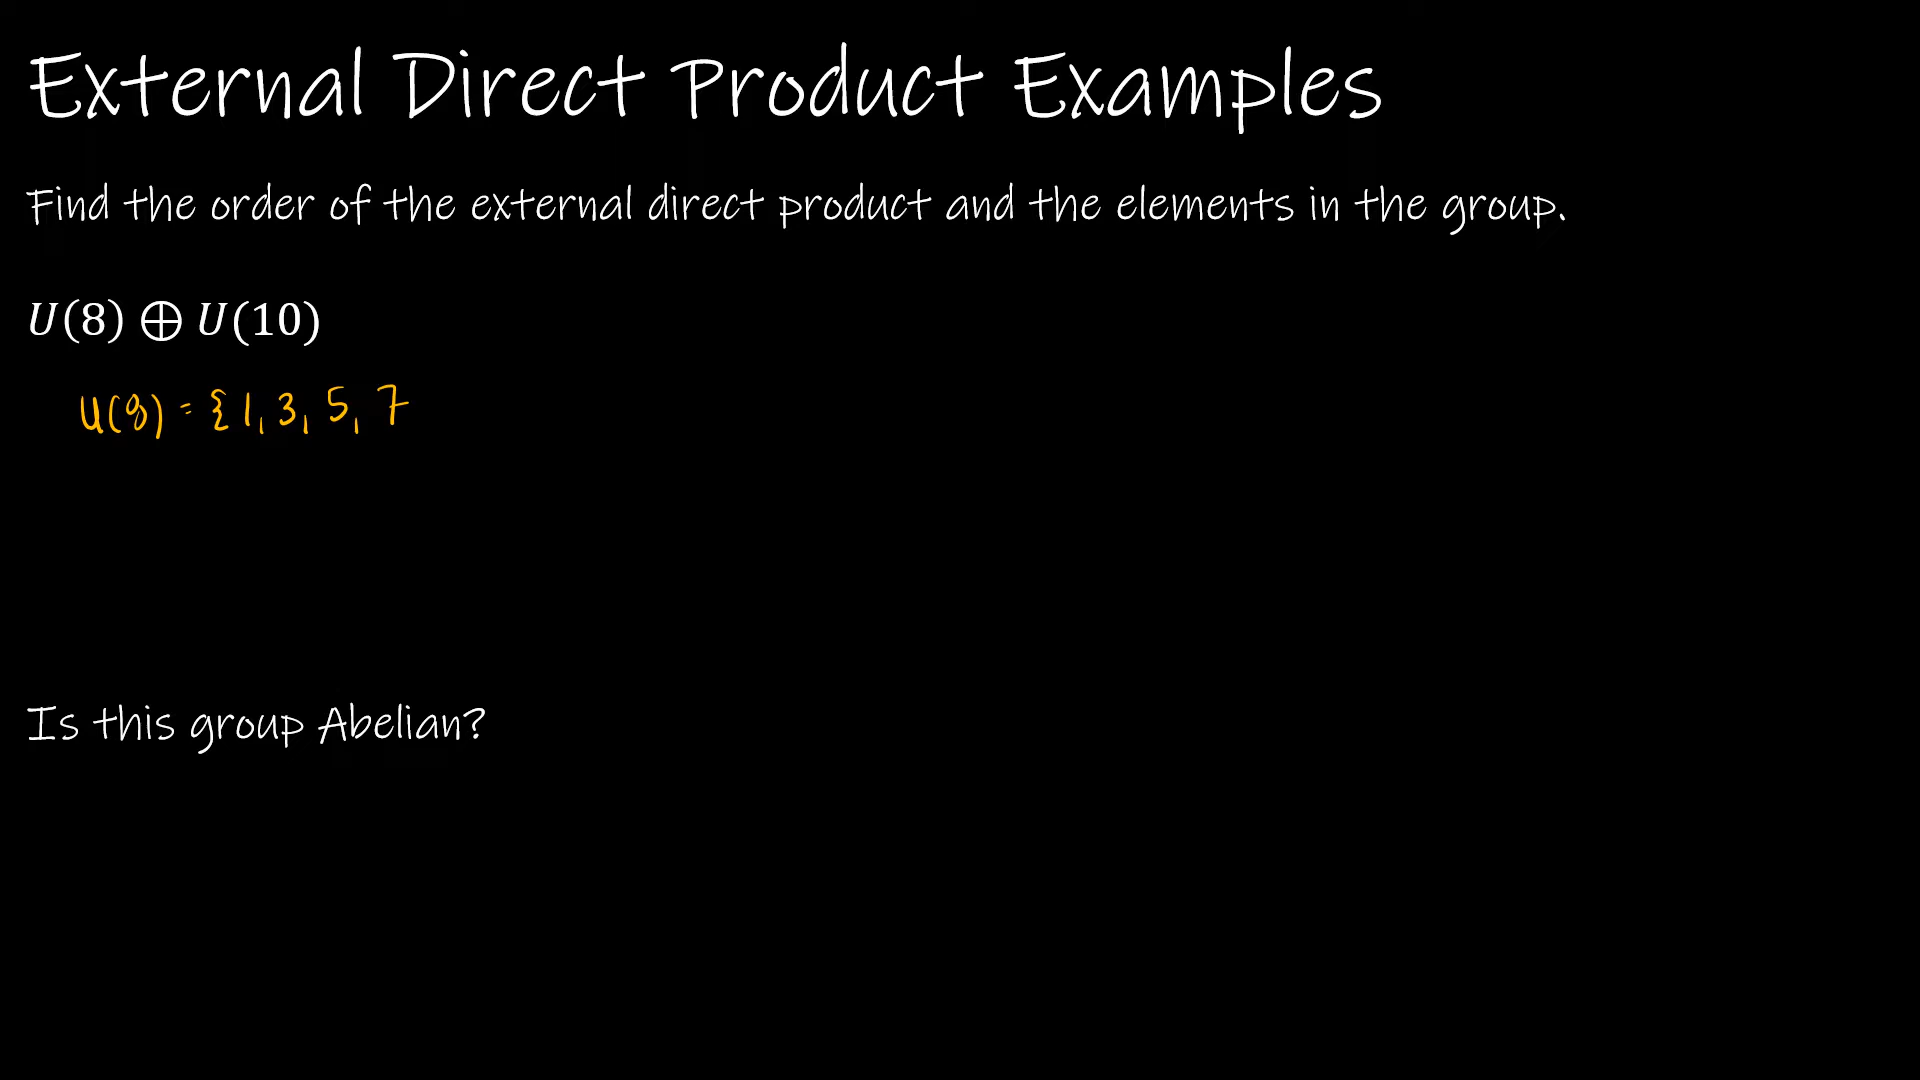 External Direct Product Examples
Find the order of the external direct product and the elements in the group.
U(8) ⊕ U(10)
U(8) = { 1, 3, 5, 7
Is this group Abelian?